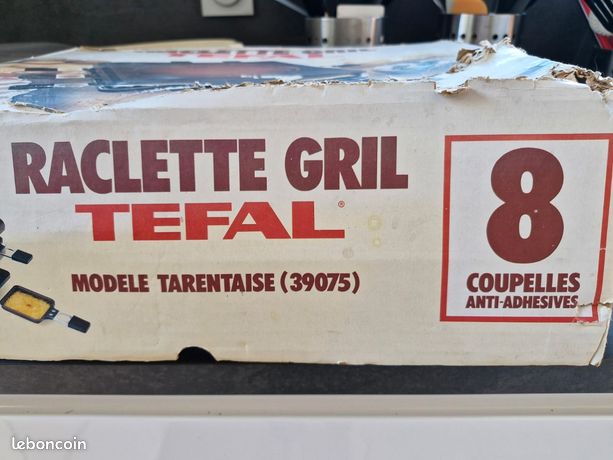 RACLETTE GRIL
TEFAL®
MODELE TARENTAISE (39075)
8
COUPELLES
ANTI-ADHESIVES
leboncoin